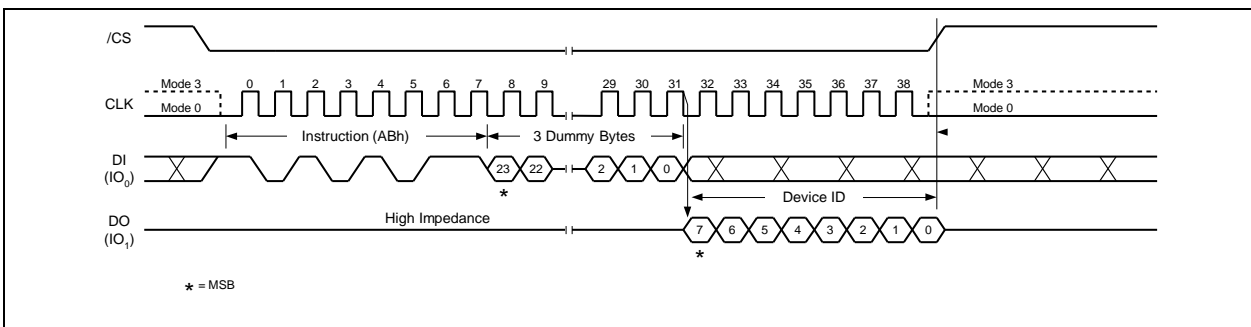 /CS
Mode 3 0 1 2 3 4 5 6 7 8 9 29 30 31 32 33 34 35 36 37 38 Mode 3
CLK
Mode 0 Mode 0
Instruction (ABh) 3 Dummy Bytes
DI
(IO0)
23 22 2 1 0
*
Device ID
High Impedance
DO
(IO1)
7 6 5 4 3 2 1 0
*
* = MSB